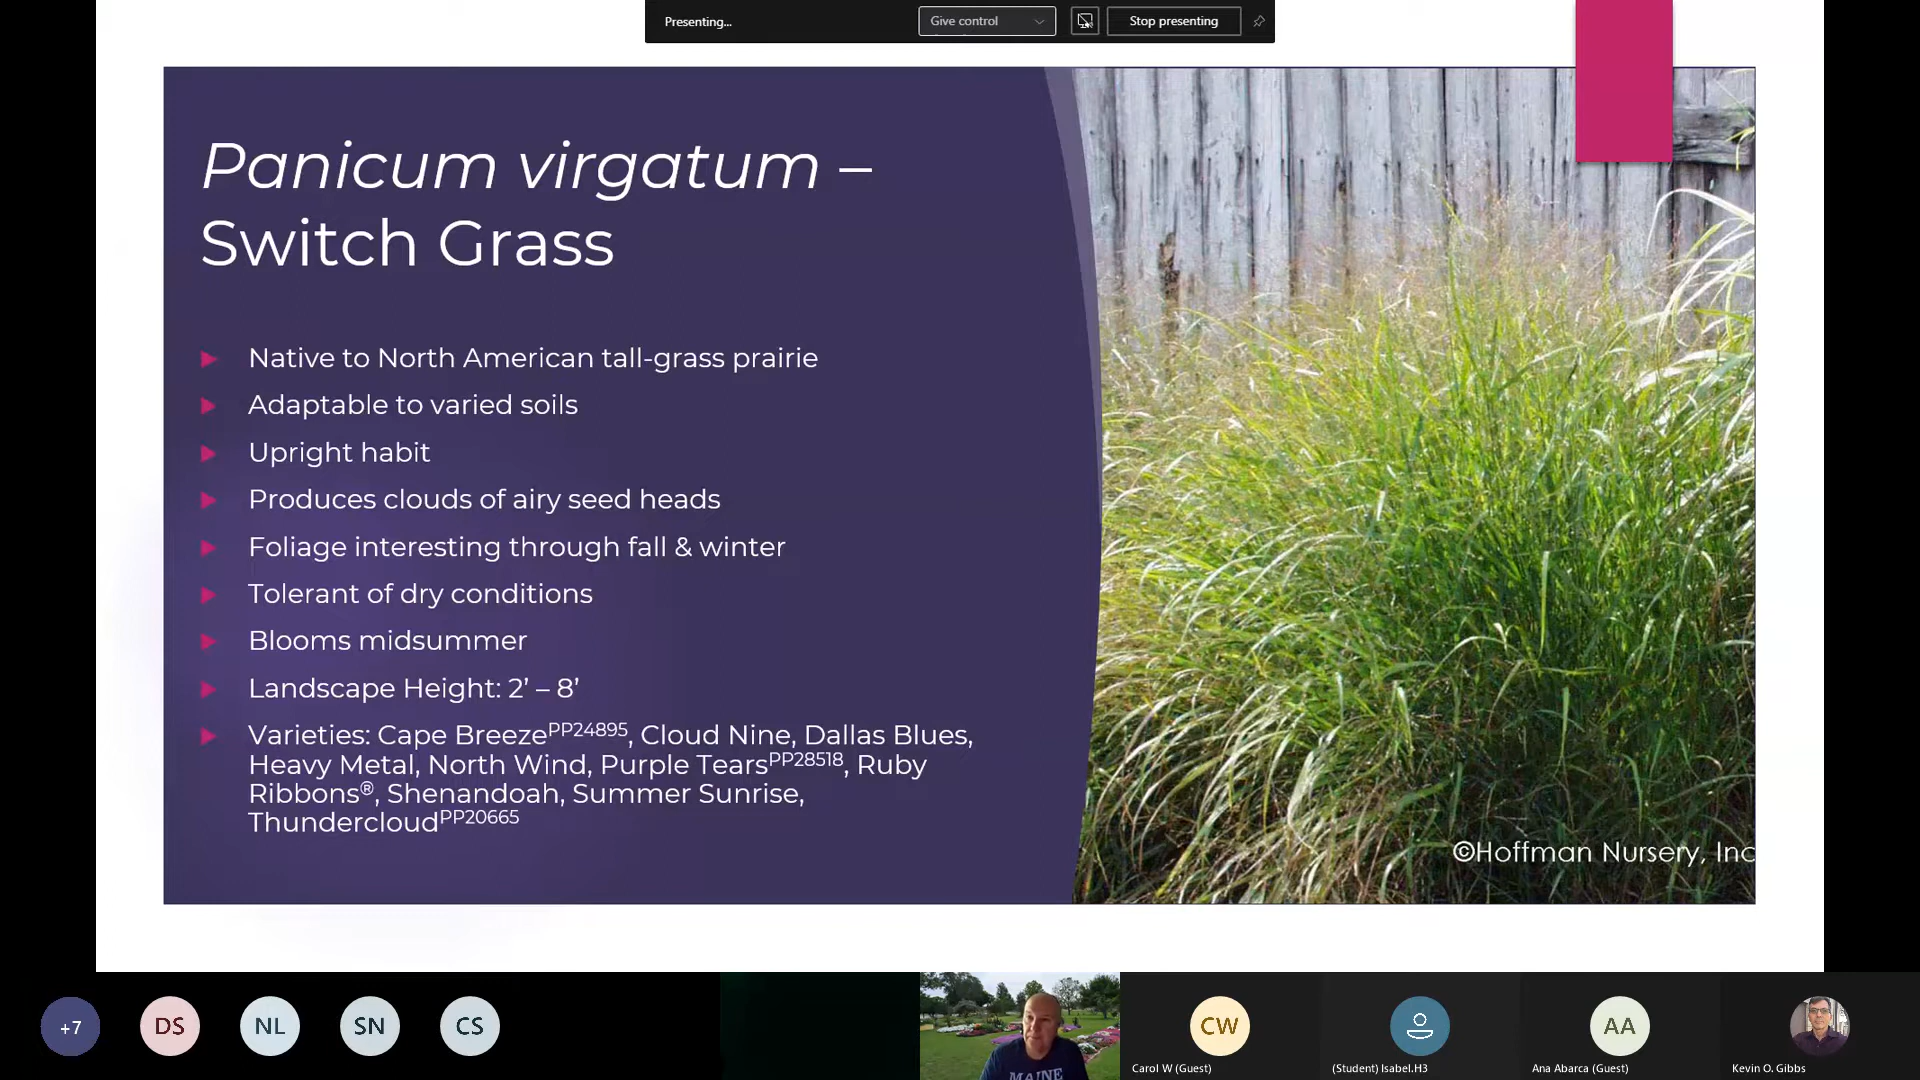 Presenting...
Give control
Stop presenting
Panicum virgatum –
Switch Grass
Native to North American tall-grass prairie
Adaptable to varied soils
Upright habit
Produces clouds of airy seed heads
Foliage interesting through fall & winter
Tolerant of dry conditions
Blooms midsummer
Landscape Height: 2’ – 8’
Varieties: Cape BreezePP24895, Cloud Nine, Dallas Blues,
Heavy Metal, North Wind, Purple TearsPP28518, Ruby
Ribbons®, Shenandoah, Summer Sunrise,
ThundercloudPP20665
©Hoffman Nursery, Inc
+7
DS
NL
SN
CS
MAINE
CW
AA
Carol W (Guest)
(Student) Isabel.H3
Ana Abarca (Guest)
Kevin O. Gibbs